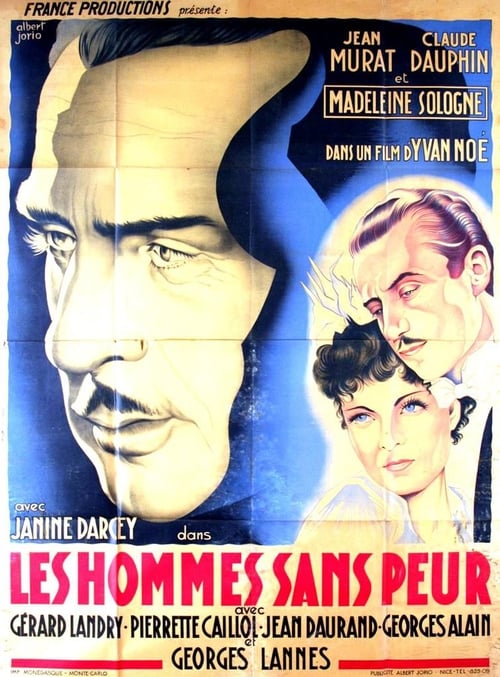 FRANCE PRODUCTIONS présente :
albert
jorio
JEAN CLAUDE
MURAT DAUPHIN
et
MADELEINE SOLOGNE
DANS UN FILM D'YVAN NOÉ
avec
JANINE DARCEY dans
LES HOMMES SANS PEUR
avec
GÉRARD LANDRY · PIERRETTE CAILLOL · JEAN DAURAND · GEORGES ALAIN
et
GEORGES LANNES
IMP. MONÉGASQUE - MONTE-CARLO
PUBLICITÉ ALBERT JORIO - NICE - TEL.